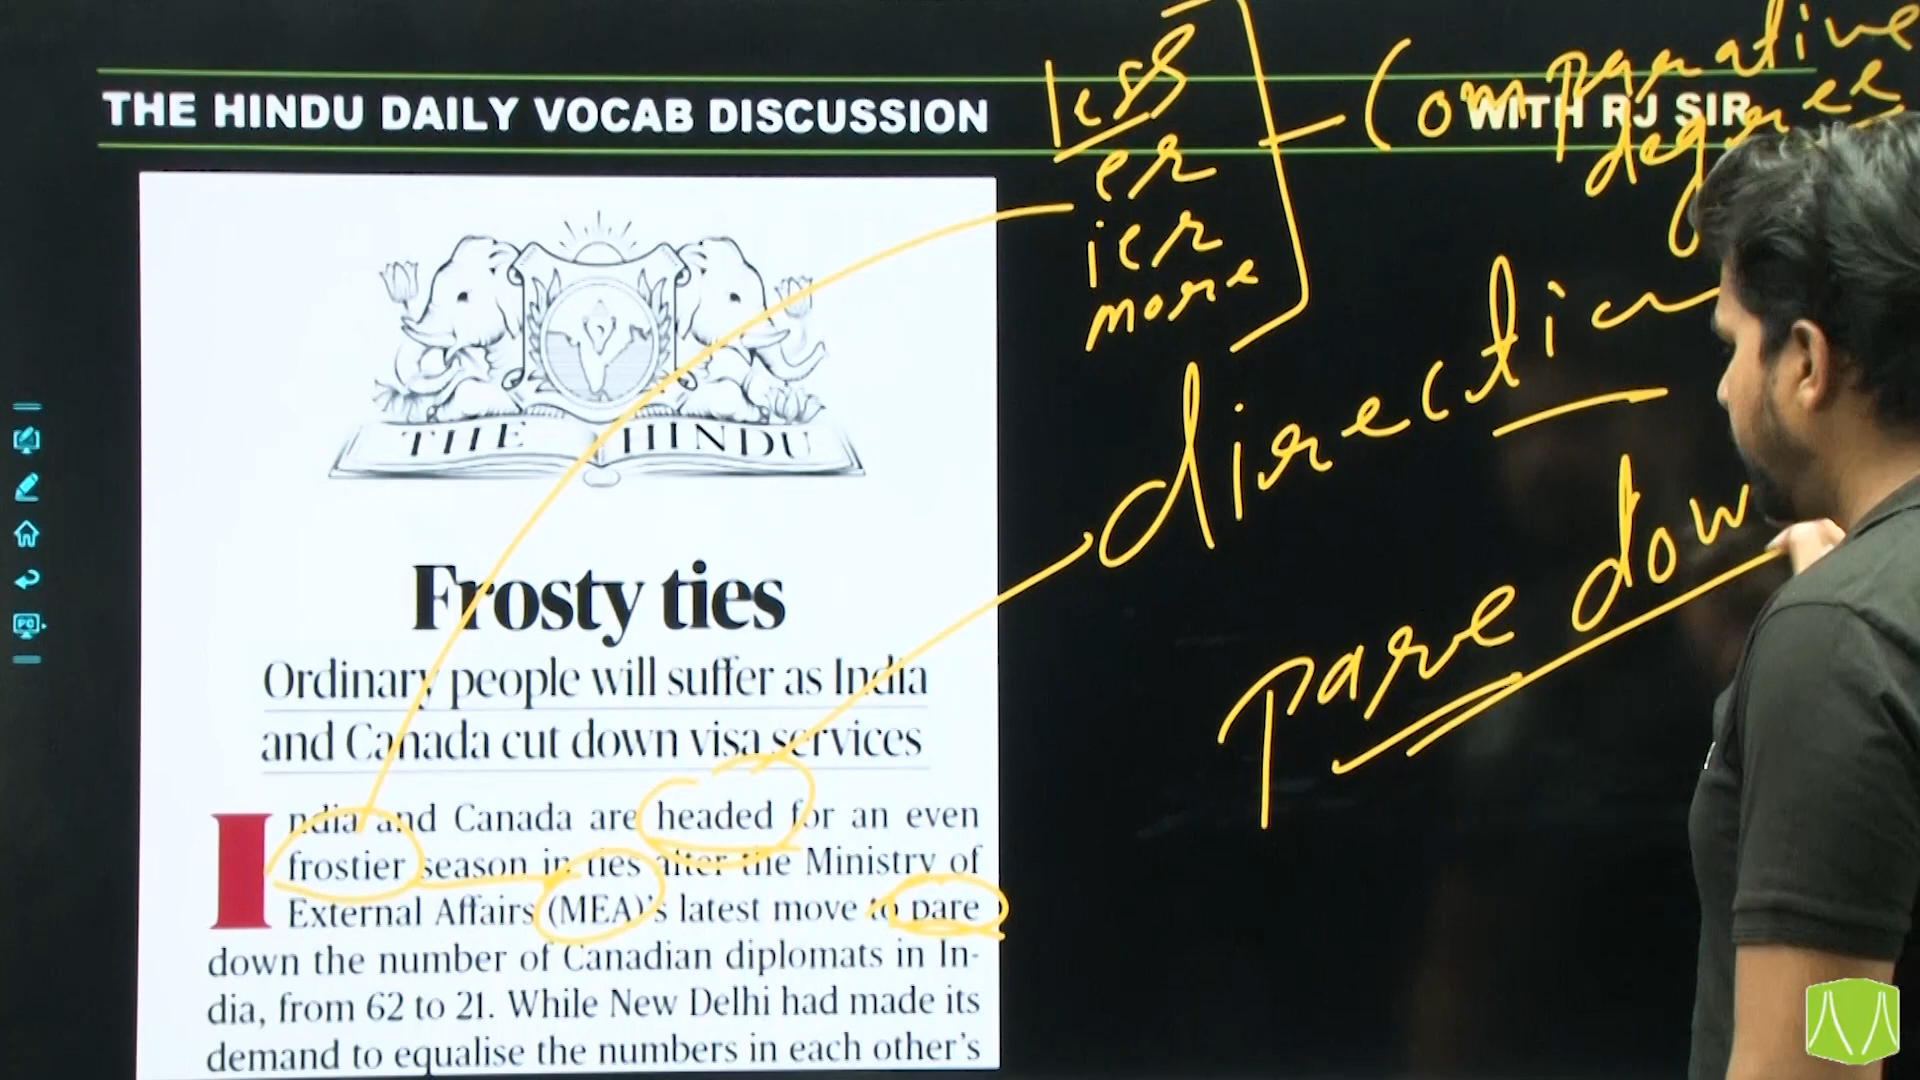 THE HINDU DAILY VOCAB DISCUSSION
WITH RJ SIR
less
er
ier
more
Comparative
degree
direction
pare dow
THE HINDU
Frosty ties
Ordinary people will suffer as India
and Canada cut down visa services
India and Canada are headed for an even
frostier season in ties after the Ministry of
External Affairs (MEA)'s latest move to pare
down the number of Canadian diplomats in In-
dia, from 62 to 21. While New Delhi had made its
demand to equalise the numbers in each other's
PC